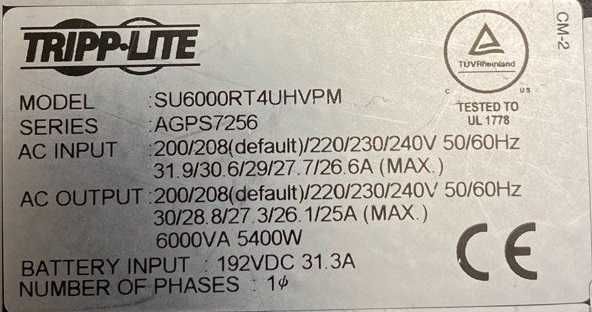 TRIPP·LITE
TÜVRheinland
C US
TESTED TO
UL 1778
CM-2
MODEL :SU6000RT4UHVPM
SERIES :AGPS7256
AC INPUT :200/208(default)/220/230/240V 50/60Hz
31.9/30.6/29/27.7/26.6A (MAX.)
AC OUTPUT :200/208(default)/220/230/240V 50/60Hz
30/28.8/27.3/26.1/25A (MAX.)
6000VA 5400W
BATTERY INPUT : 192VDC 31.3A
NUMBER OF PHASES : 1ϕ
CE